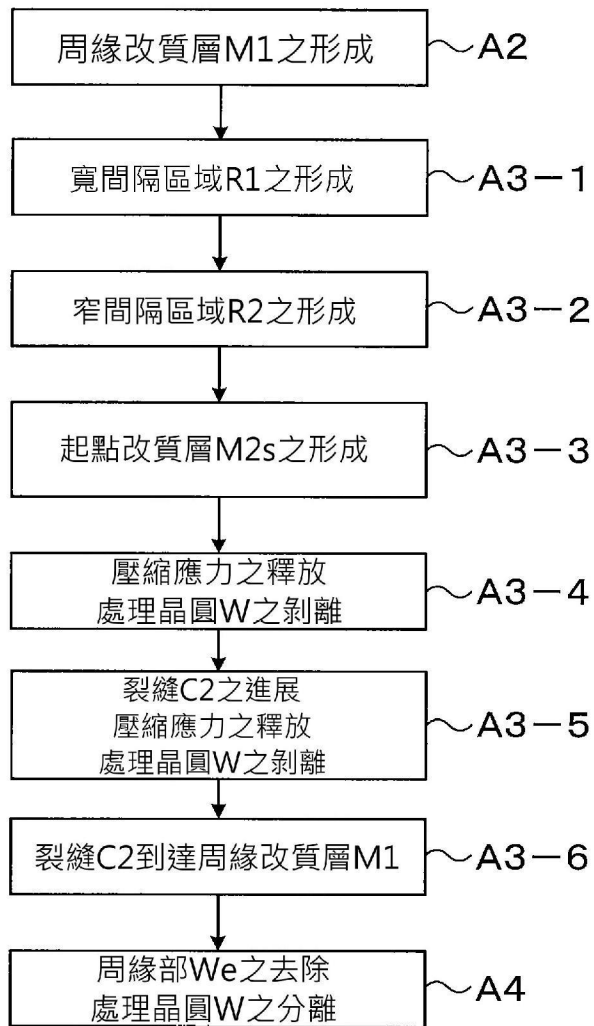 周緣改質層M1之形成
A2
寬間隔區域R1之形成
A3-1
窄間隔區域R2之形成
A3-2
起點改質層M2s之形成
A3-3
壓縮應力之釋放
處理晶圓W之剝離
A3-4
裂縫C2之進展
壓縮應力之釋放
處理晶圓W之剝離
A3-5
裂縫C2到達周緣改質層M1
A3-6
周緣部We之去除
處理晶圓W之分離
A4